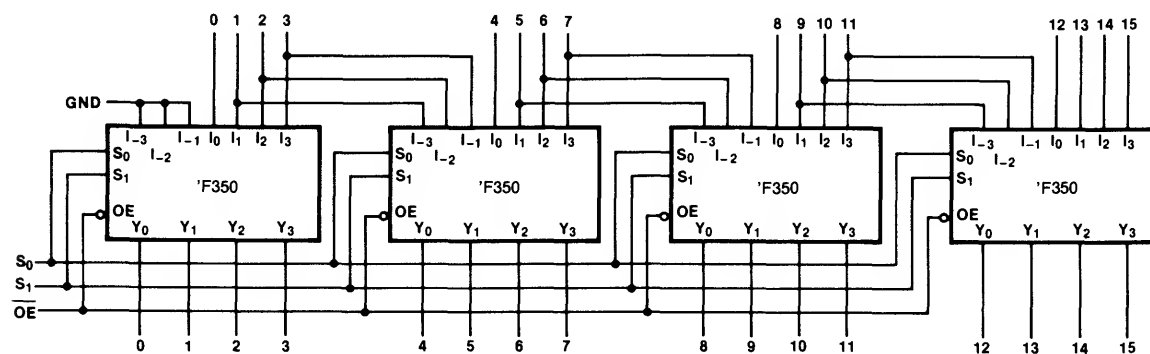 0 1 2 3 4 5 6 7 8 9 10 11 12 13 14 15
GND
I₋₃ I₋₁ I₀ I₁ I₂ I₃ I₋₃ I₋₁ I₀ I₁ I₂ I₃ I₋₃ I₋₁ I₀ I₁ I₂ I₃ I₋₃ I₋₁ I₀ I₁ I₂ I₃
S₀ I₋₂ S₀ I₋₂ S₀ I₋₂ S₀ I₋₂
S₁ 'F350 S₁ 'F350 S₁ 'F350 S₁ 'F350
OE OE OE OE
Y₀ Y₁ Y₂ Y₃ Y₀ Y₁ Y₂ Y₃ Y₀ Y₁ Y₂ Y₃ Y₀ Y₁ Y₂ Y₃
S₀
S₁
O̅E̅
0 1 2 3 4 5 6 7 8 9 10 11 12 13 14 15